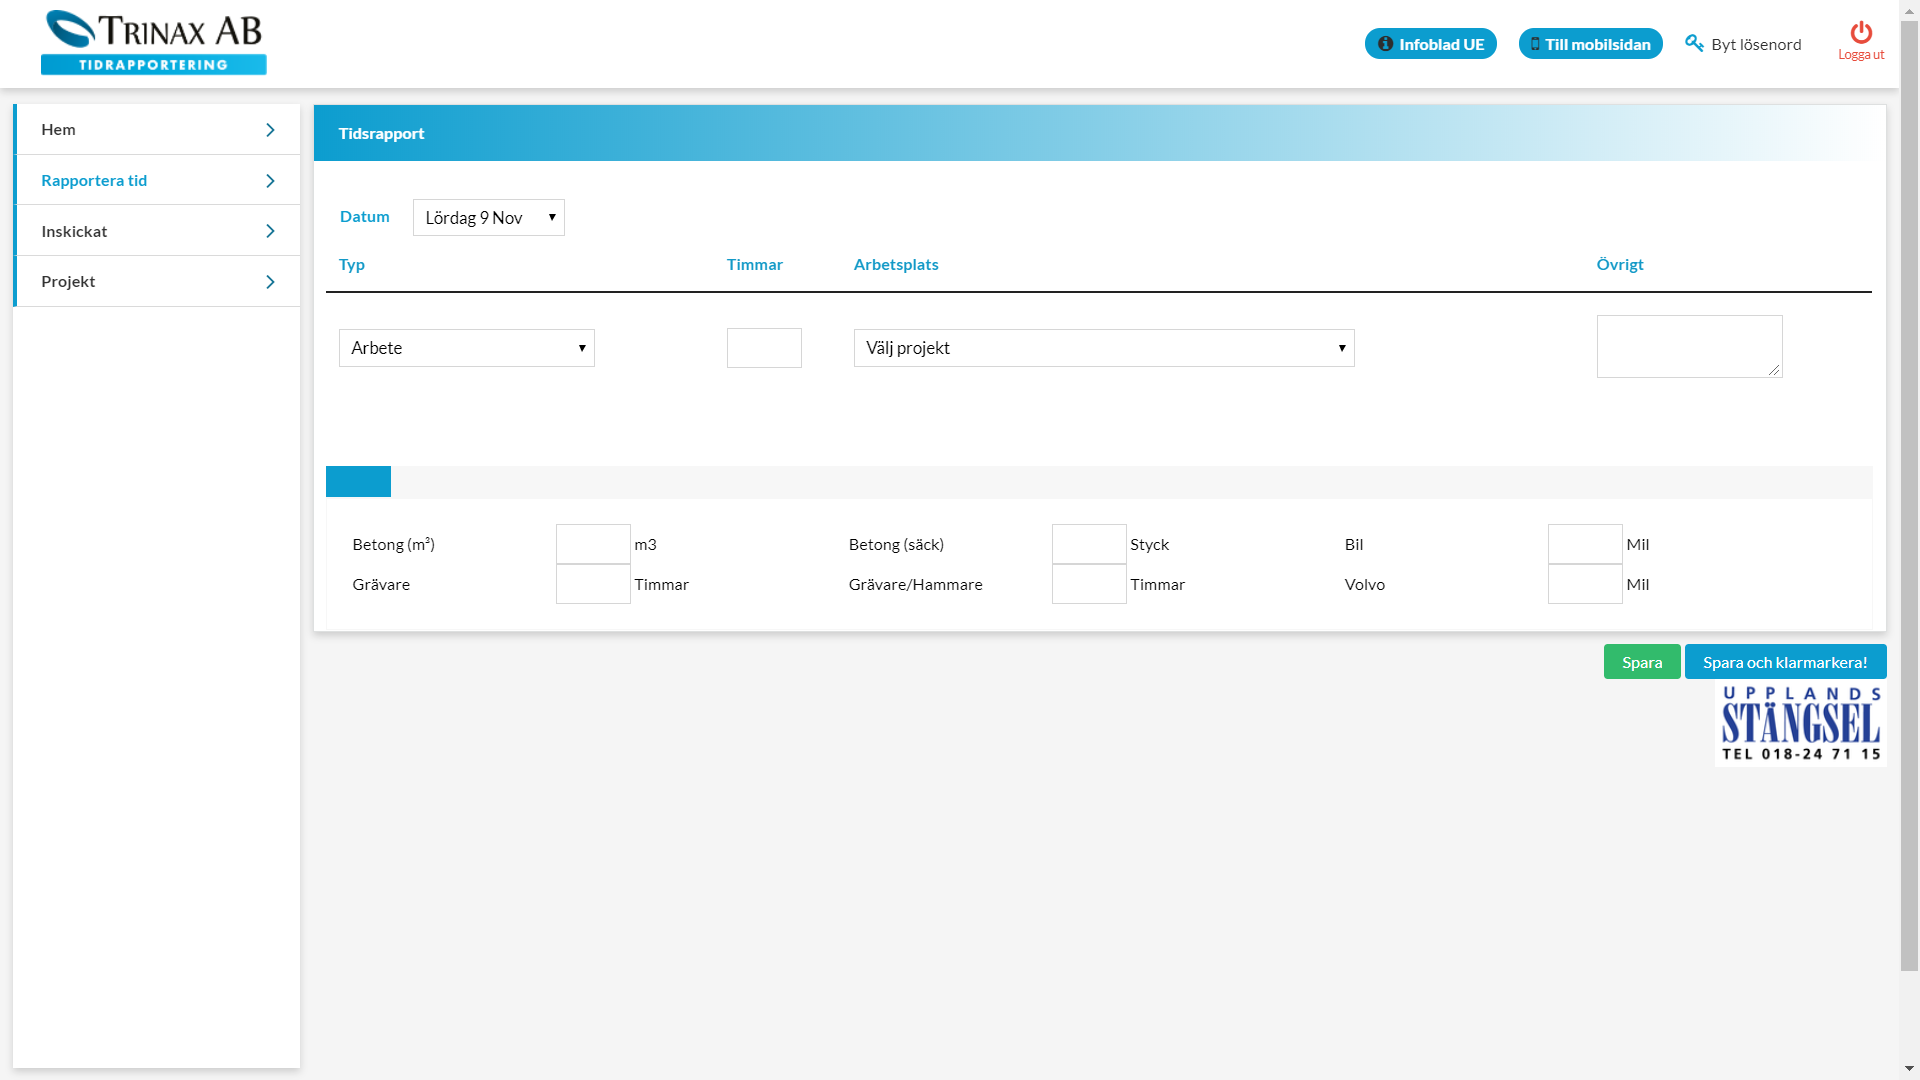 TRINAX AB
TIDRAPPORTERING
Infoblad UE
Till mobilsidan
Byt lösenord
Logga ut
Hem
Rapportera tid
Inskickat
Projekt
Tidsrapport
Datum Lördag 9 Nov
Typ Timmar Arbetsplats Övrigt
Arbete Välj projekt
Betong (m³) m3 Betong (säck) Styck Bil Mil
Grävare Timmar Grävare/Hammare Timmar Volvo Mil
Spara Spara och klarmarkera!
UPPLANDS
STÄNGSEL
TEL 018-24 71 15